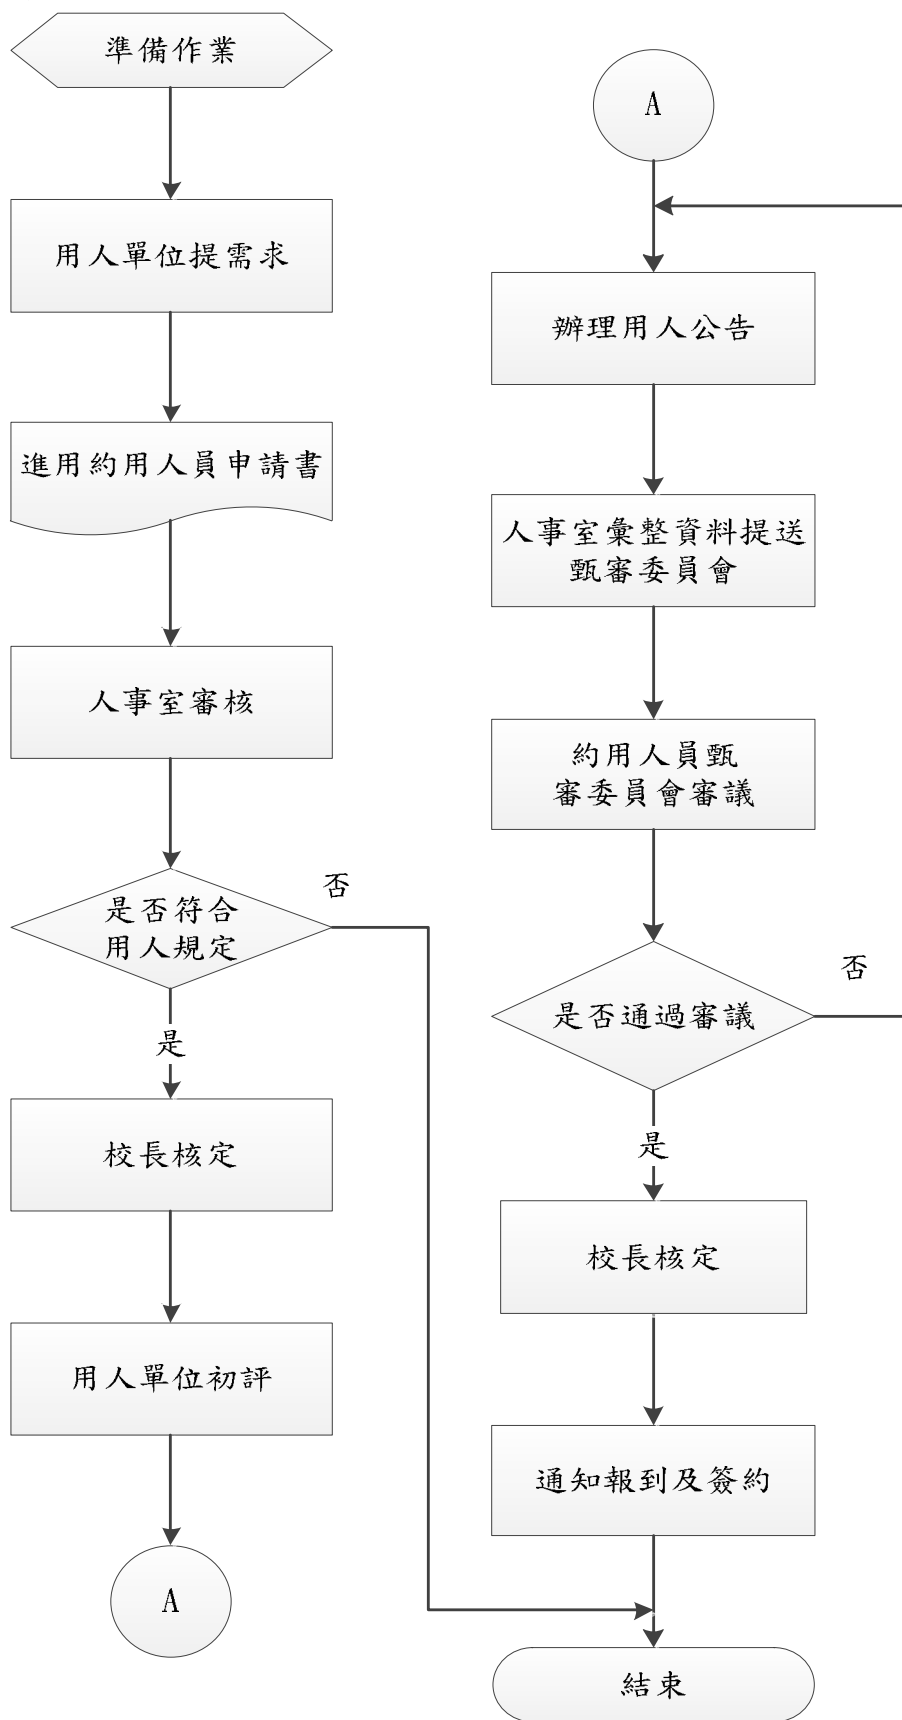 準備作業
用人單位提需求
進用約用人員申請書
人事室審核
是否符合
用人規定
否
是
校長核定
用人單位初評
A
A
辦理用人公告
人事室彙整資料提送
甄審委員會
約用人員甄
審委員會審議
是否通過審議
否
是
校長核定
通知報到及簽約
結束